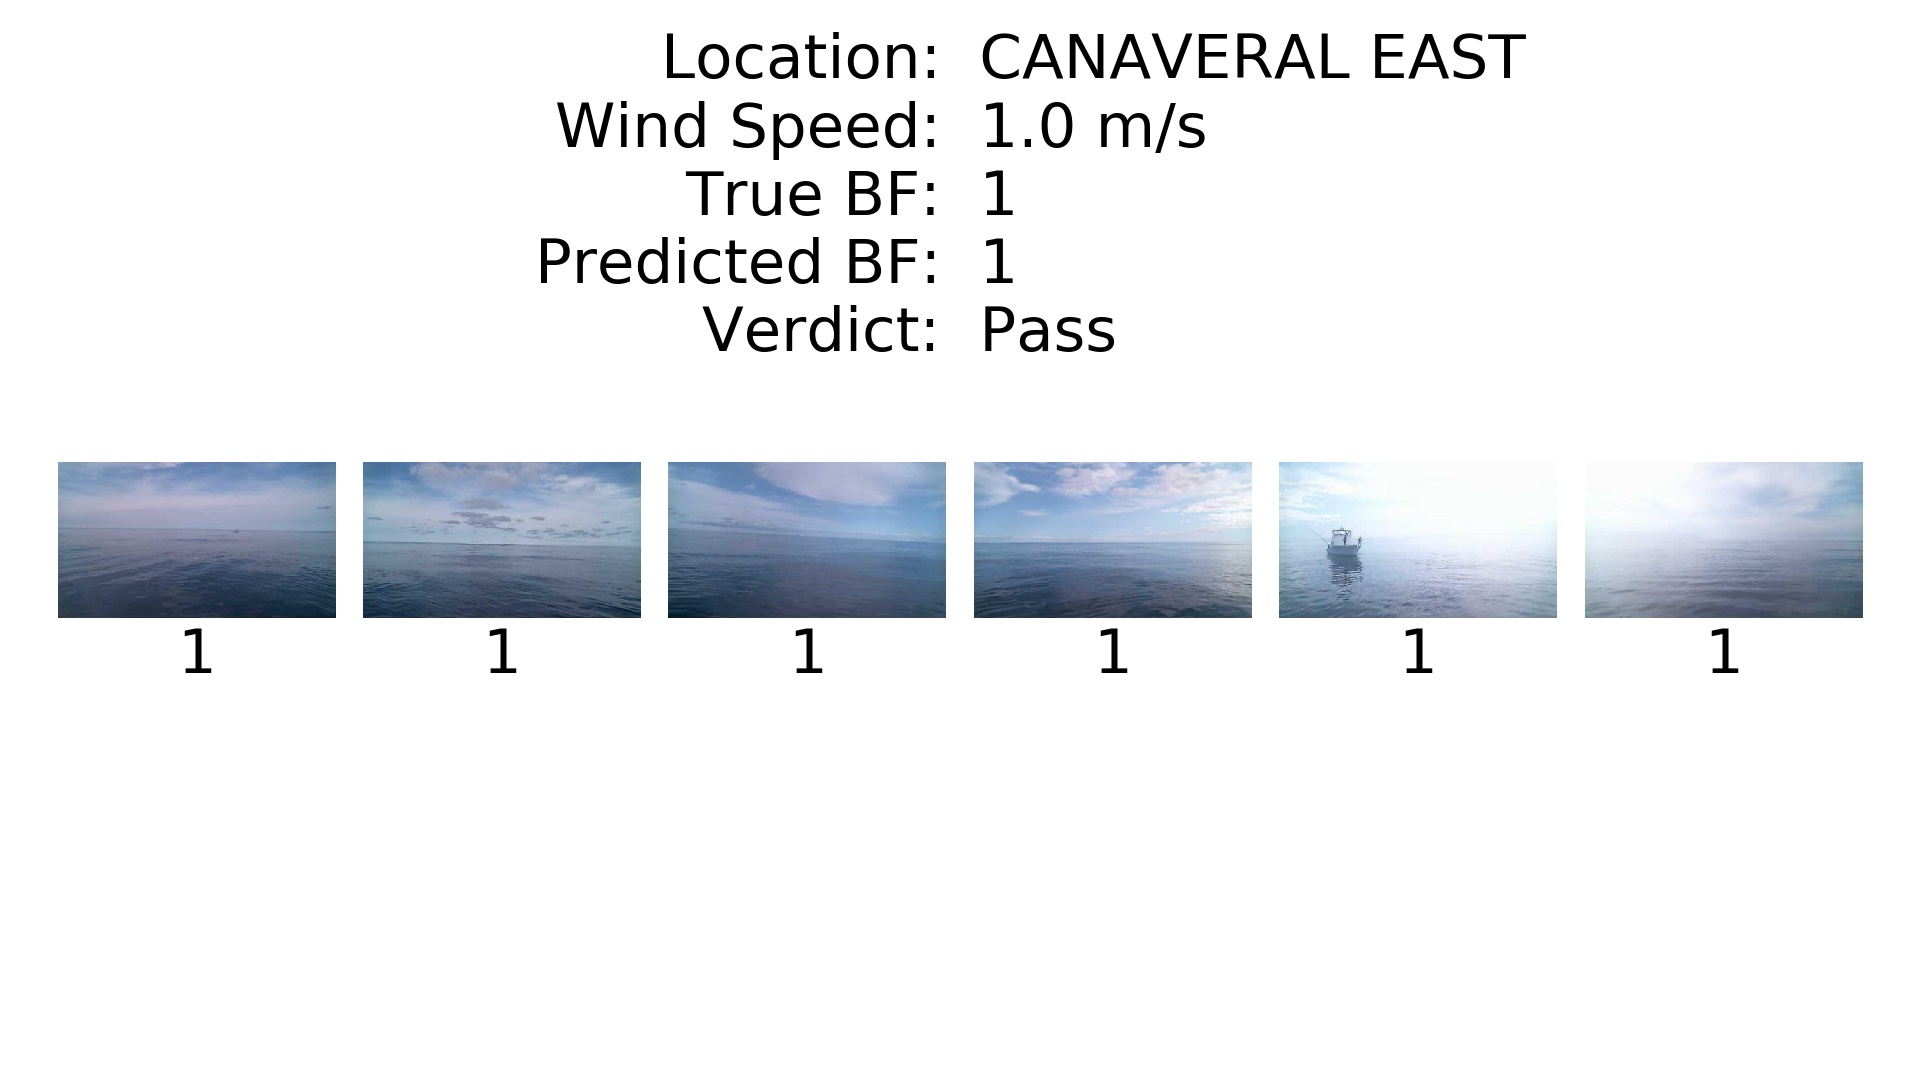 Location: CANAVERAL EAST
Wind Speed: 1.0 m/s
True BF: 1
Predicted BF: 1
Verdict: Pass
1 1 1 1 1 1